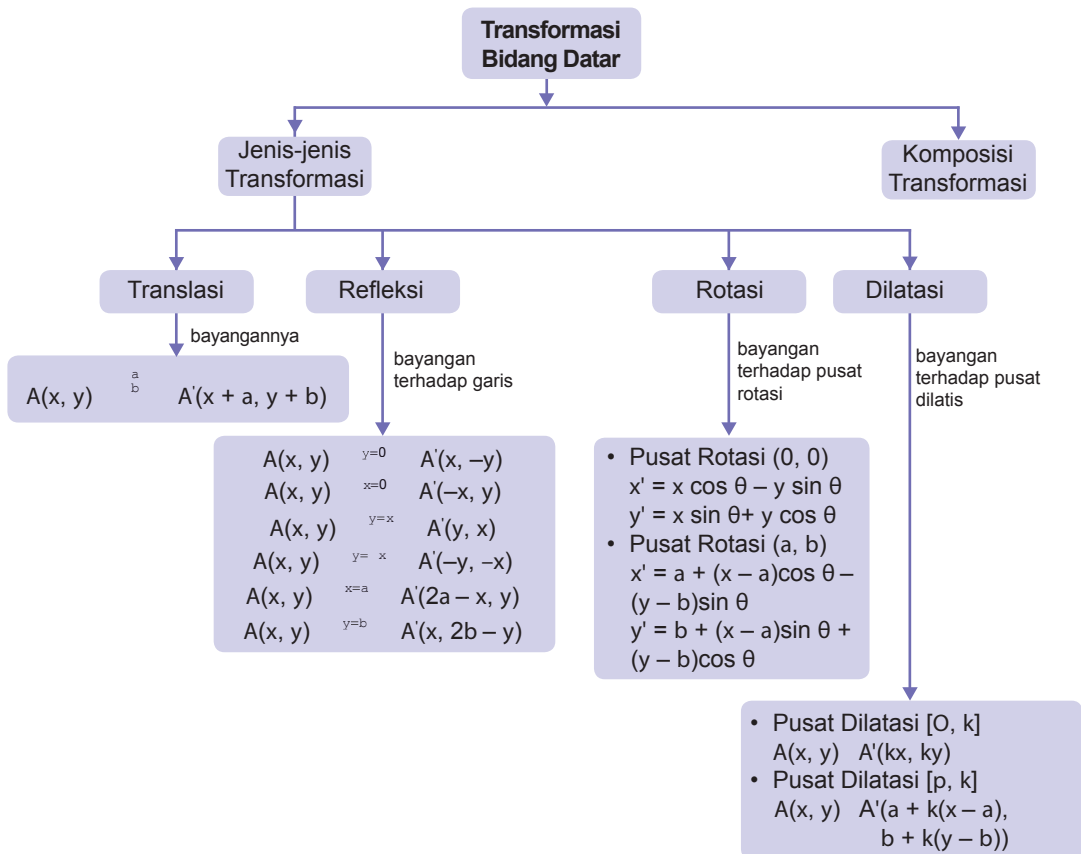 Transformasi
Bidang Datar
Jenis-jenis
Transformasi
Komposisi
Transformasi
Translasi
Refleksi
Rotasi
Dilatasi
bayangannya
a
b
A(x, y) A'(x + a, y + b)
bayangan
terhadap garis
A(x, y) y=0 A'(x, –y)
A(x, y) x=0 A'(–x, y)
A(x, y) y=x A'(y, x)
A(x, y) y= x A'(–y, –x)
A(x, y) x=a A'(2a – x, y)
A(x, y) y=b A'(x, 2b – y)
bayangan
terhadap pusat
rotasi
• Pusat Rotasi (0, 0)
x' = x cos θ – y sin θ
y' = x sin θ+ y cos θ
• Pusat Rotasi (a, b)
x' = a + (x – a)cos θ –
(y – b)sin θ
y' = b + (x – a)sin θ +
(y – b)cos θ
bayangan
terhadap pusat
dilatis
• Pusat Dilatasi [O, k]
A(x, y) A'(kx, ky)
• Pusat Dilatasi [p, k]
A(x, y) A'(a + k(x – a),
b + k(y – b))